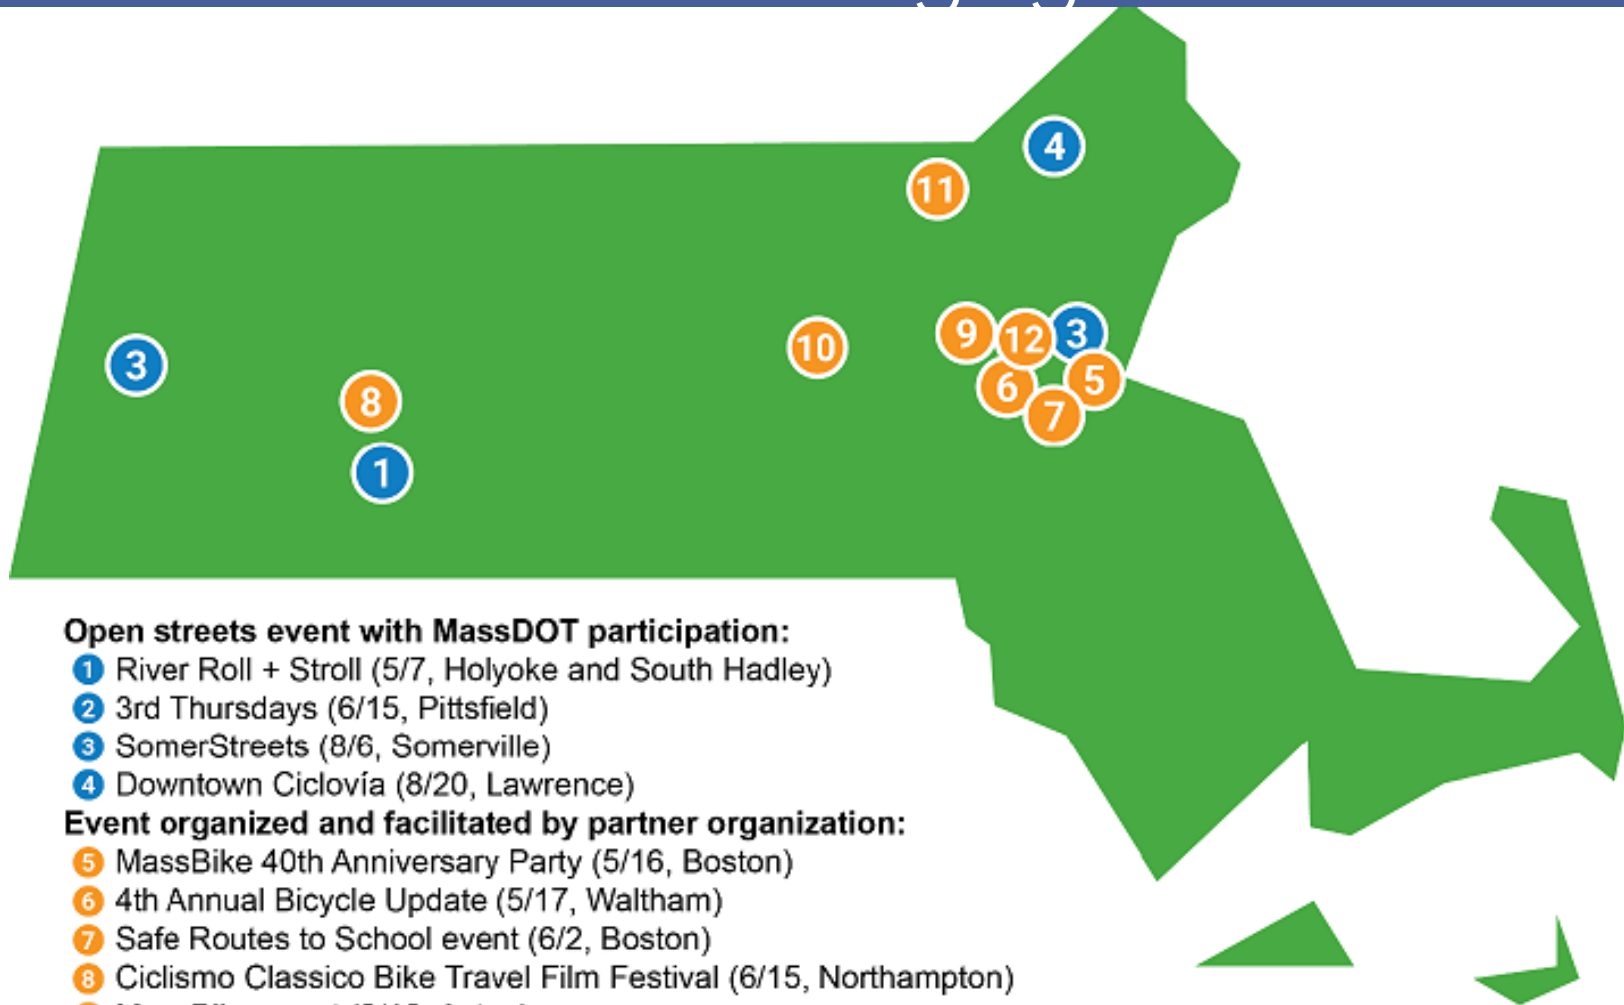 4
11
9
12
3
10
3
5
6
8
7
1
Open streets event with MassDOT participation:
1 River Roll + Stroll (5/7, Holyoke and South Hadley)
2 3rd Thursdays (6/15, Pittsfield)
3 SomerStreets (8/6, Somerville)
4 Downtown Ciclovía (8/20, Lawrence)
Event organized and facilitated by partner organization:
5 MassBike 40th Anniversary Party (5/16, Boston)
6 4th Annual Bicycle Update (5/17, Waltham)
7 Safe Routes to School event (6/2, Boston)
8 Ciclismo Classico Bike Travel Film Festival (6/15, Northampton)